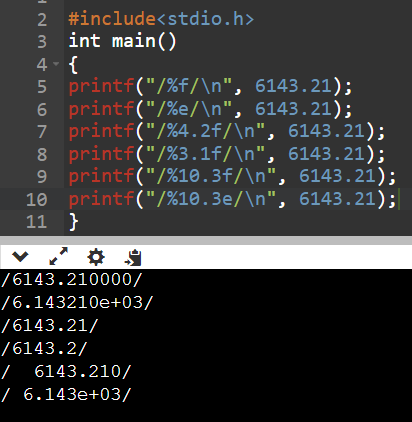 1
2 #include<stdio.h>
3 int main()
4 {
5 printf("/%f/\n", 6143.21);
6 printf("/%e/\n", 6143.21);
7 printf("/%4.2f/\n", 6143.21);
8 printf("/%3.1f/\n", 6143.21);
9 printf("/%10.3f/\n", 6143.21);
10 printf("/%10.3e/\n", 6143.21);
11 }
/6143.210000/
/6.143210e+03/
/6143.21/
/6143.2/
/  6143.210/
/ 6.143e+03/